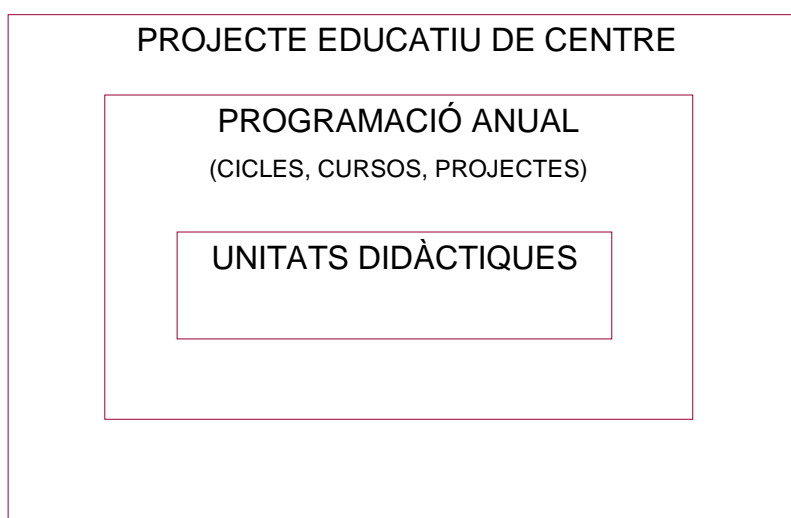 PROJECTE EDUCATIU DE CENTRE
PROGRAMACIÓ ANUAL
(CICLES, CURSOS, PROJECTES)
UNITATS DIDÀCTIQUES